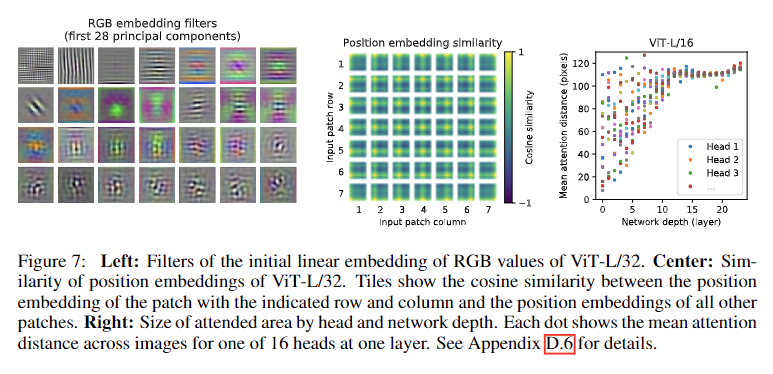 RGB embedding filters
(first 28 principal components)
Position embedding similarity
1
2
3
4
5
6
7
Input patch row
1 2 3 4 5 6 7
Input patch column
1
−1
Cosine similarity
ViT-L/16
120
100
80
60
40
20
0
Mean attention distance (pixels)
Head 1
Head 2
Head 3
...
0 5 10 15 20
Network depth (layer)
Figure 7: Left: Filters of the initial linear embedding of RGB values of ViT-L/32. Center: Sim-
ilarity of position embeddings of ViT-L/32. Tiles show the cosine similarity between the position
embedding of the patch with the indicated row and column and the position embeddings of all other
patches. Right: Size of attended area by head and network depth. Each dot shows the mean attention
distance across images for one of 16 heads at one layer. See Appendix D.6 for details.